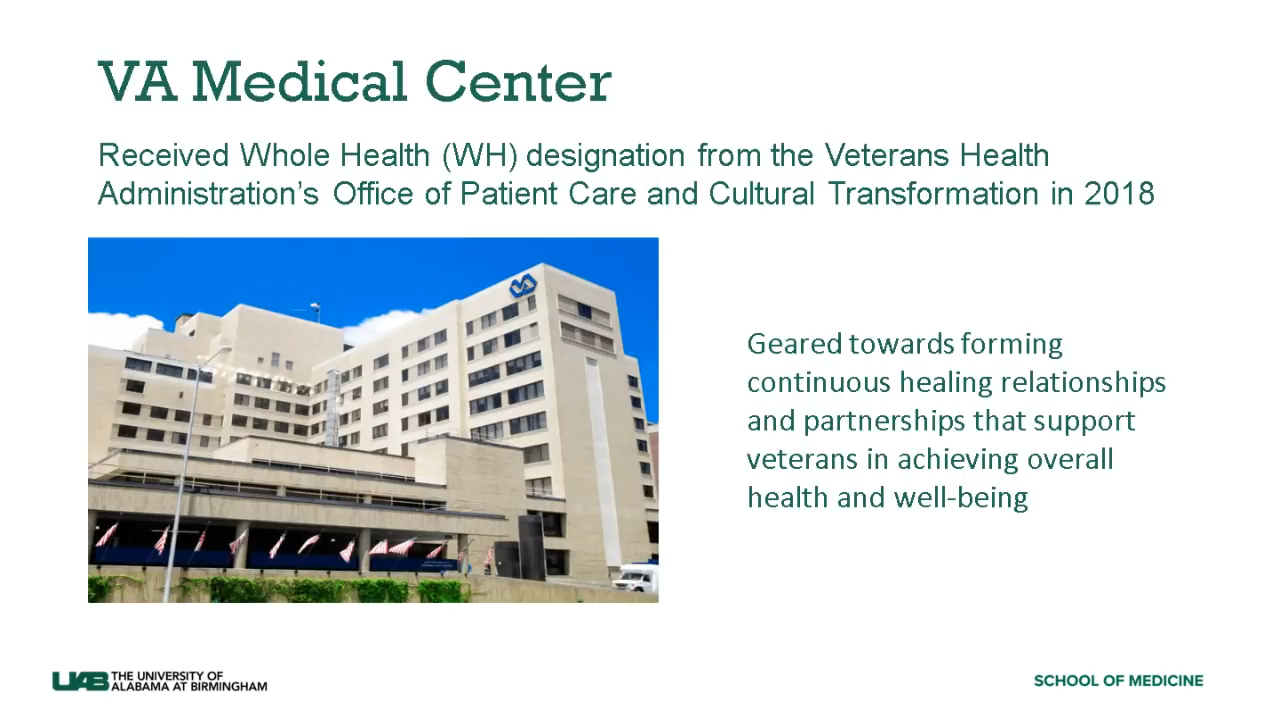 VA Medical Center
Received Whole Health (WH) designation from the Veterans Health
Administration’s Office of Patient Care and Cultural Transformation in 2018
Geared towards forming
continuous healing relationships
and partnerships that support
veterans in achieving overall
health and well-being
UAB THE UNIVERSITY OF
ALABAMA AT BIRMINGHAM
SCHOOL OF MEDICINE